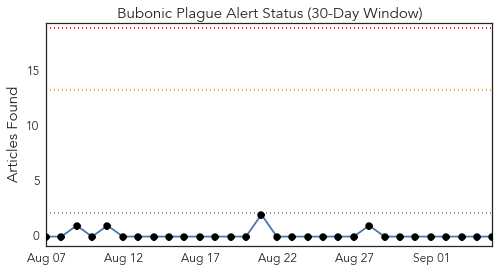 Bubonic Plague Alert Status (30-Day Window)
Articles Found
15
10
5
0
Aug 07 Aug 12 Aug 17 Aug 22 Aug 27 Sep 01